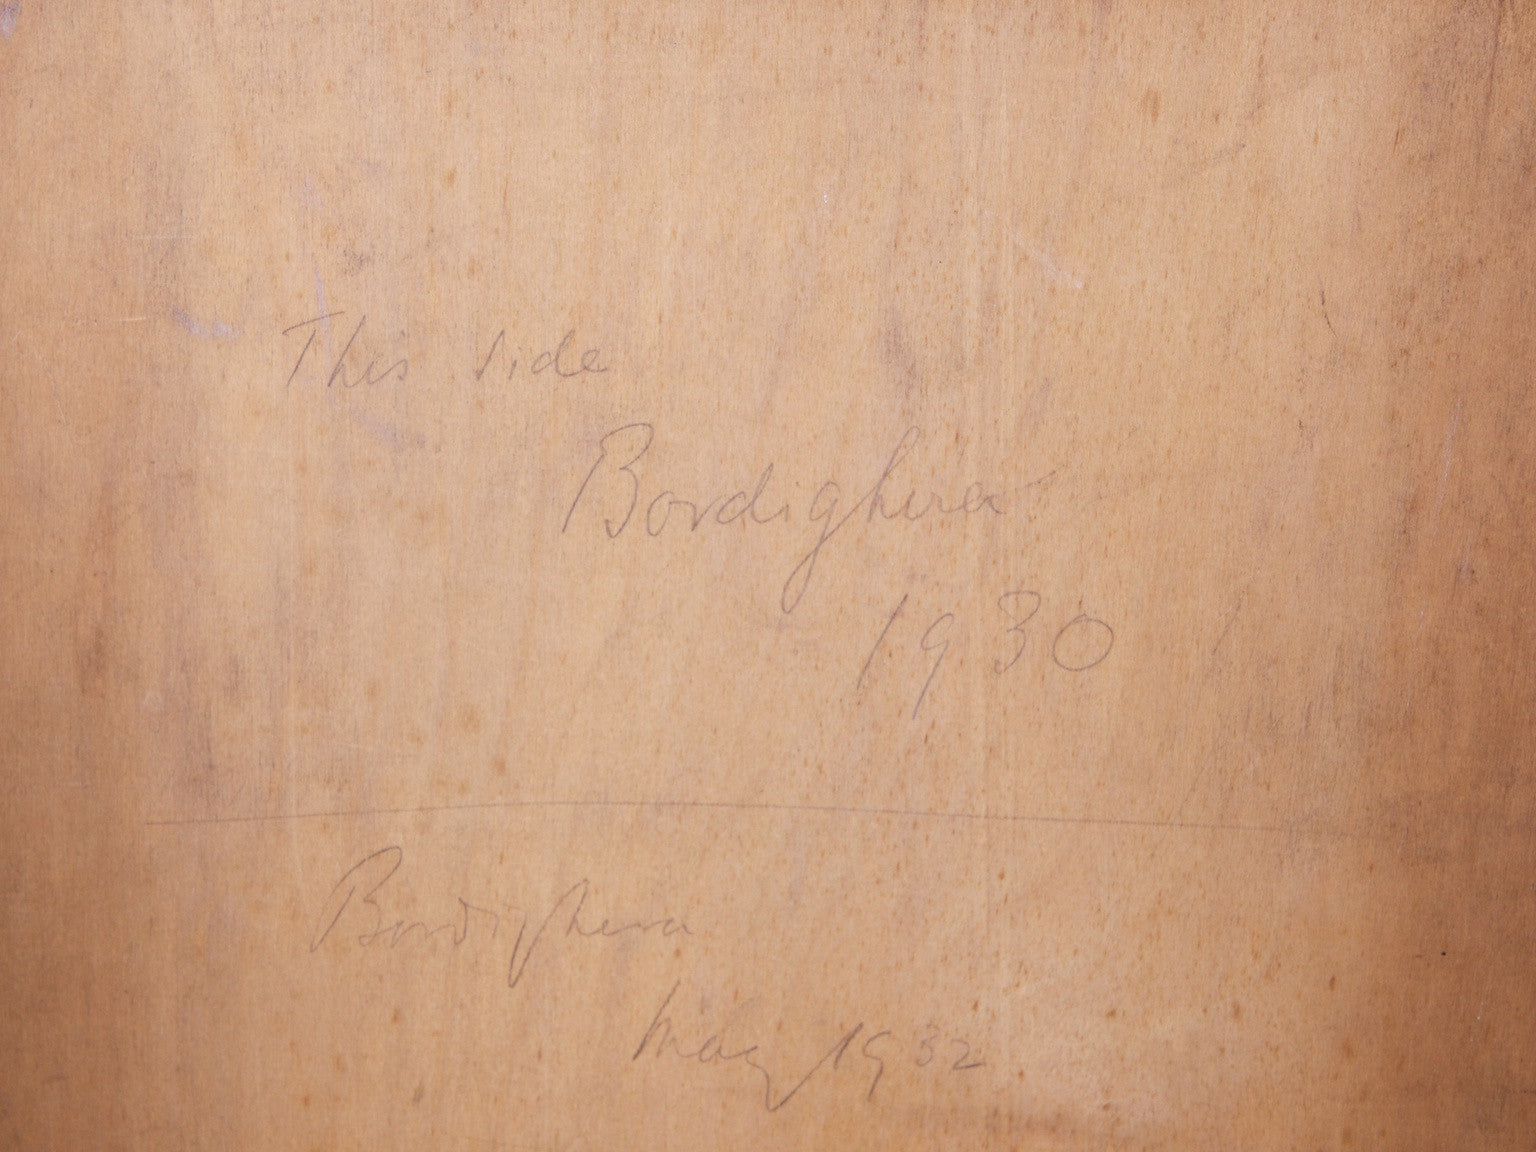 This side
Bordighera
1930
Bordighera
May 1932